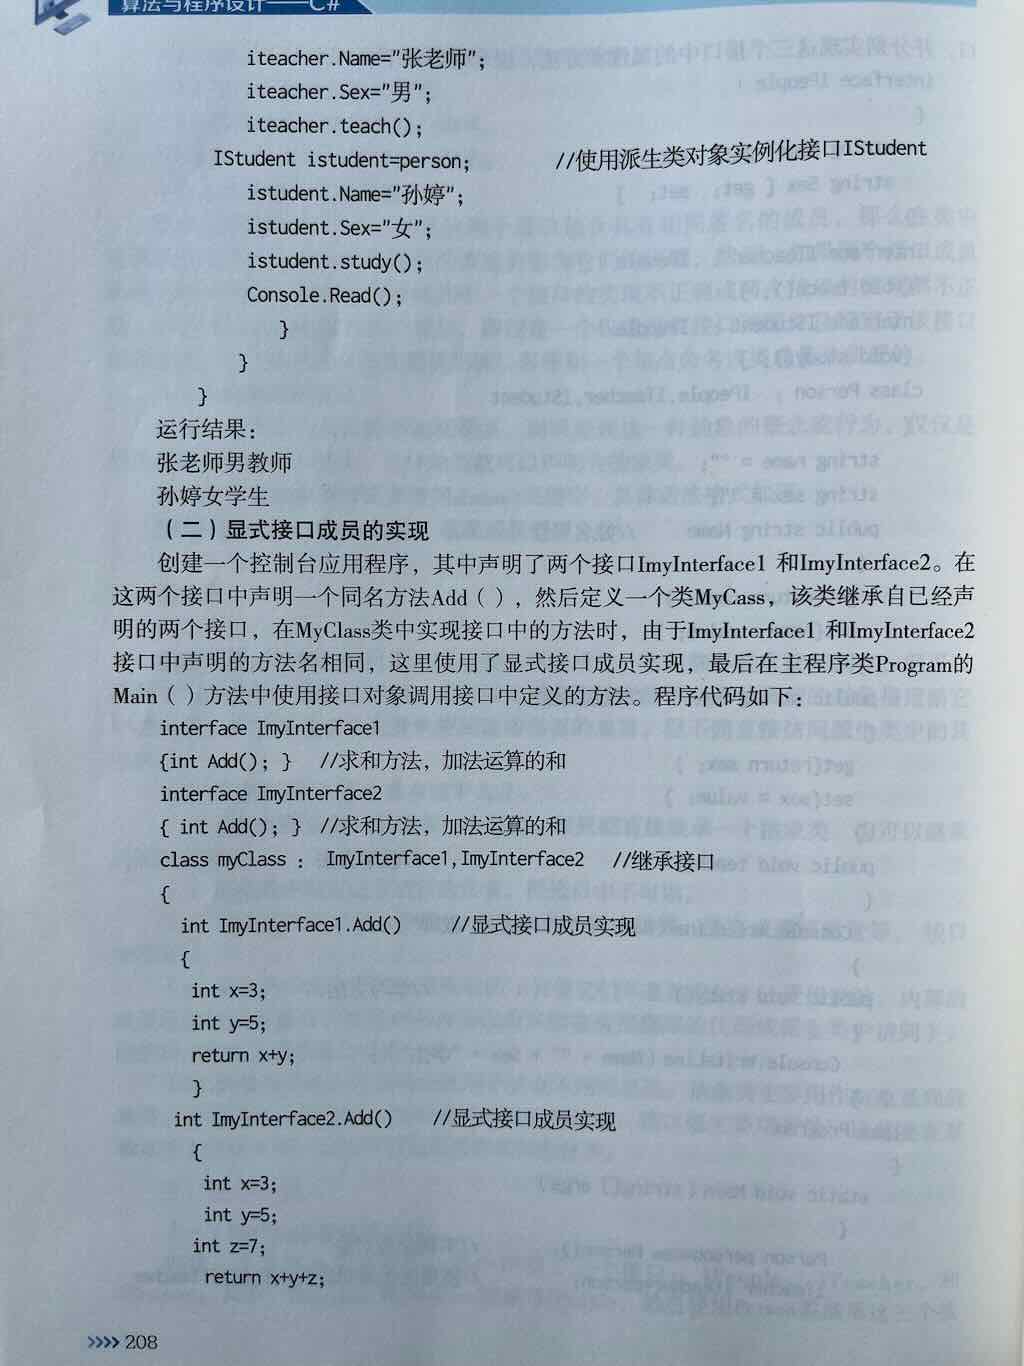 算法与程序设计——C#
iteacher.Name="张老师";
iteacher.Sex="男";
iteacher.teach();
IStudent istudent=person; //使用派生类对象实例化接口IStudent
istudent.Name="孙婷";
istudent.Sex="女";
istudent.study();
Console.Read();
}
}
}
运行结果:
张老师男教师
孙婷女学生
（二）显式接口成员的实现
创建一个控制台应用程序，其中声明了两个接口ImyInterface1 和ImyInterface2。在
这两个接口中声明一个同名方法Add（），然后定义一个类MyCass，该类继承自已经声
明的两个接口，在MyClass类中实现接口中的方法时，由于ImyInterface1 和ImyInterface2
接口中声明的方法名相同，这里使用了显式接口成员实现，最后在主程序类Program的
Main（）方法中使用接口对象调用接口中定义的方法。程序代码如下：
interface ImyInterface1
{int Add(); } //求和方法，加法运算的和
interface ImyInterface2
{ int Add(); } //求和方法，加法运算的和
class myClass : ImyInterface1,ImyInterface2 //继承接口
{
int ImyInterface1.Add() //显式接口成员实现
{
int x=3;
int y=5;
return x+y;
}
int ImyInterface2.Add() //显式接口成员实现
{
int x=3;
int y=5;
int z=7;
return x+y+z;
>>>> 208